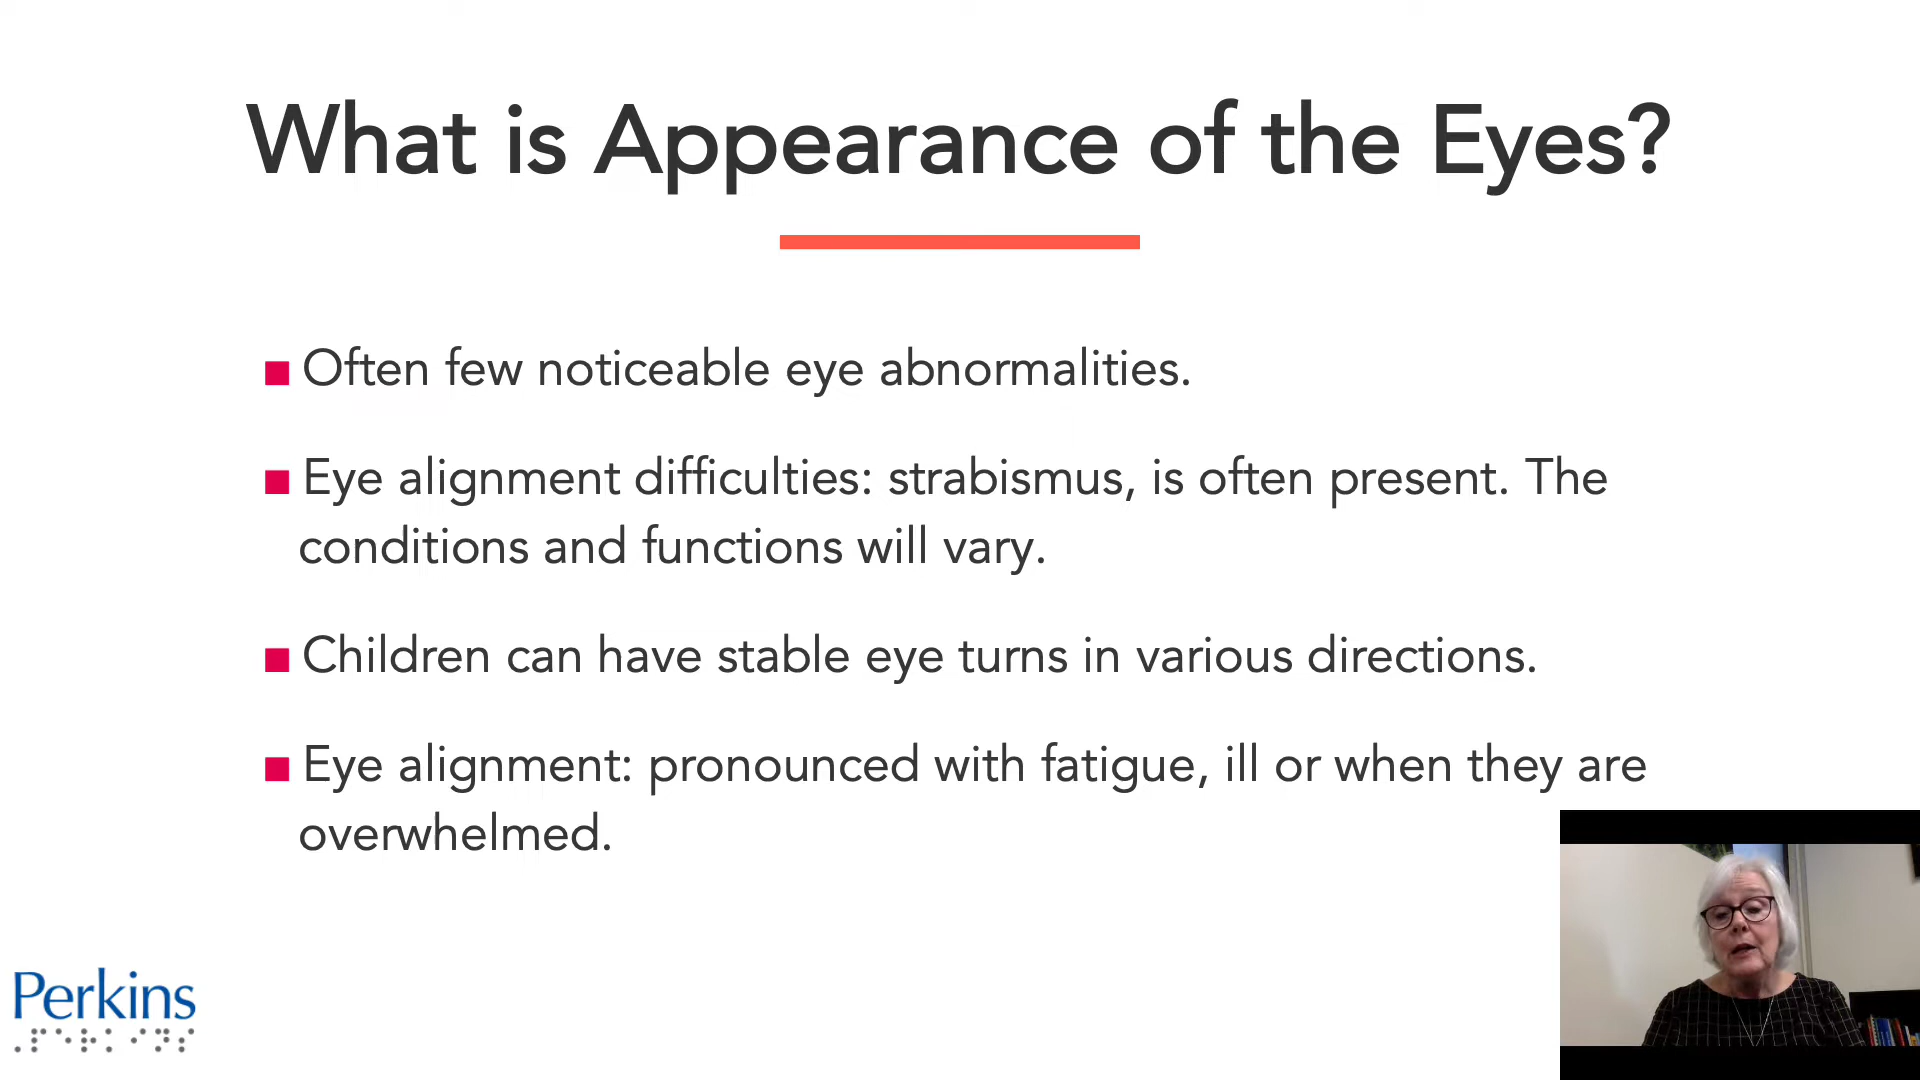 What is Appearance of the Eyes?
Often few noticeable eye abnormalities.
Eye alignment difficulties: strabismus, is often present. The
conditions and functions will vary.
Children can have stable eye turns in various directions.
Eye alignment: pronounced with fatigue, ill or when they are
overwhelmed.
Perkins
⠠⠏⠑⠗⠅⠊⠝⠎